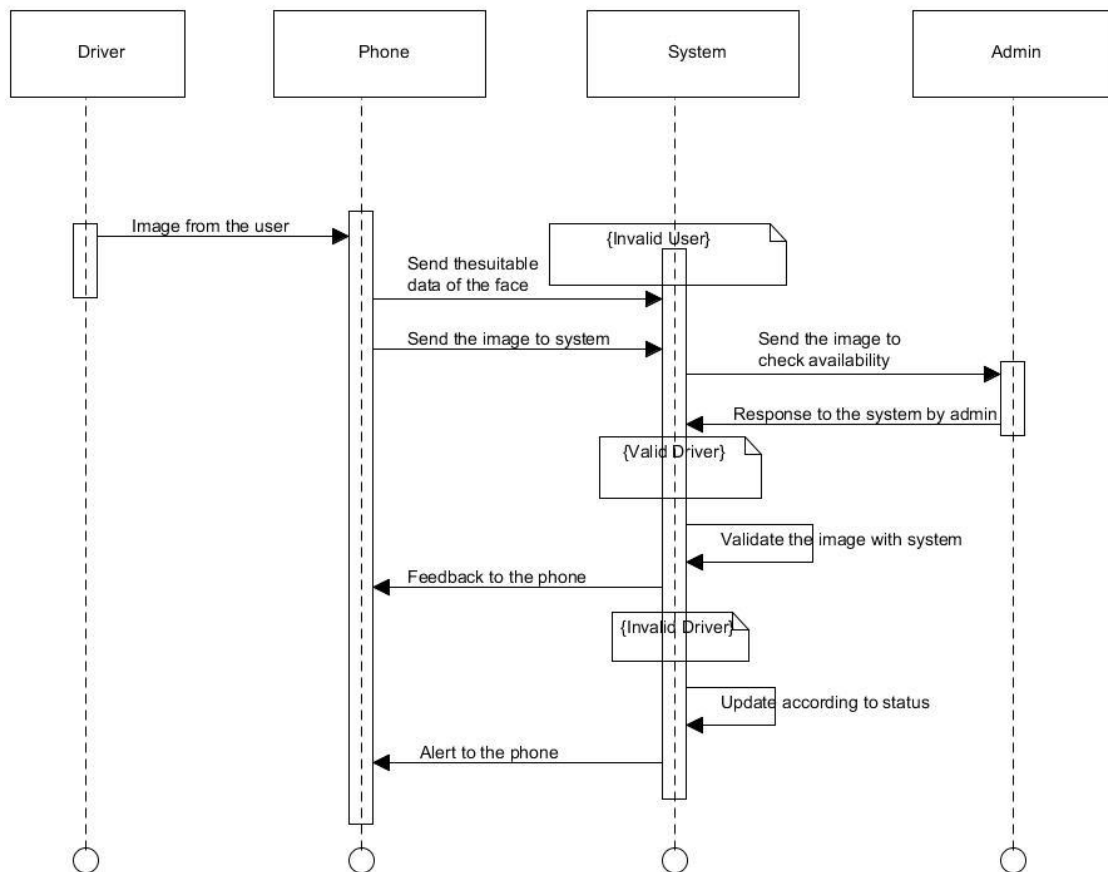 Driver
Phone
System
Admin
Image from the user
{Invalid User}
Send thesuitable
data of the face
Send the image to system
Send the image to
check availability
Response to the system by admin
{Valid Driver}
Validate the image with system
Feedback to the phone
{Invalid Driver}
Update according to status
Alert to the phone